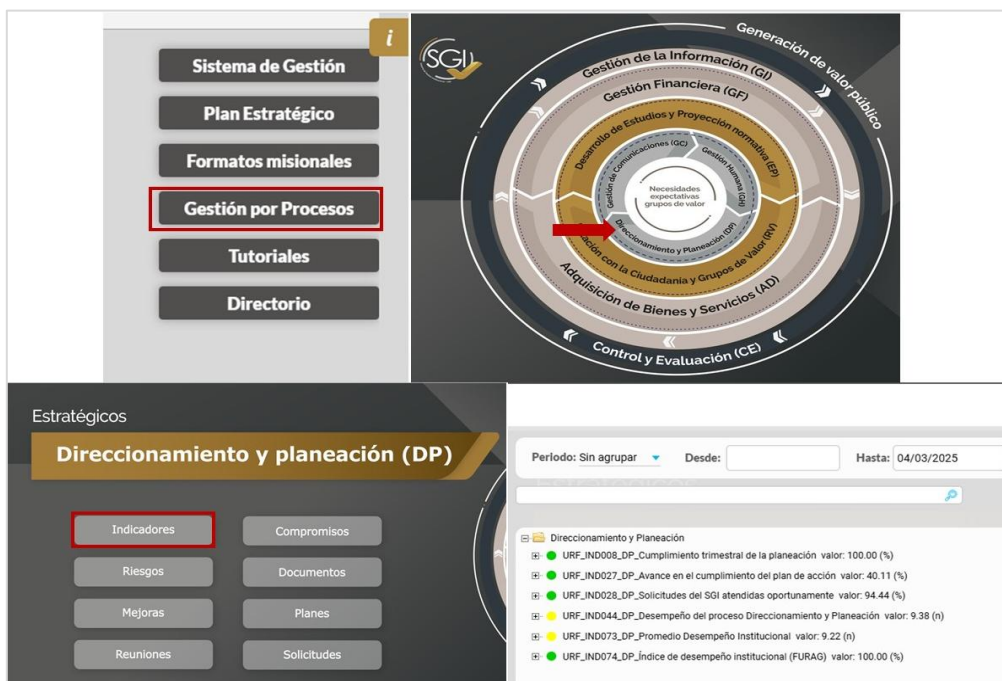 i
Sistema de Gestión
Plan Estratégico
Formatos misionales
Gestión por Procesos
Tutoriales
Directorio
SGI
Generación de valor público
Gestión de la Información (GI)
Gestión Financiera (GF)
Desarrollo de Estudios y Proyección normativa (EP)
Gestión de Comunicaciones (GC)
Gestión Humana (GH)
Necesidades
expectativas
grupos de valor
Direccionamiento y Planeación (DP)
con la Ciudadanía y Grupos de Valor (RV)
Adquisición de Bienes y Servicios (AD)
Control y Evaluación (CE)
Estratégicos
Direccionamiento y planeación (DP)
Indicadores
Compromisos
Riesgos
Documentos
Mejoras
Planes
Reuniones
Solicitudes
Periodo: Sin agrupar Desde: Hasta: 04/03/2025
Estratégicos
Direccionamiento y Planeación
URF_IND008_DP_Cumplimiento trimestral de la planeación valor: 100.00 (%)
URF_IND027_DP_Avance en el cumplimiento del plan de acción valor: 40.11 (%)
URF_IND028_DP_Solicitudes del SGI atendidas oportunamente valor: 94.44 (%)
URF_IND044_DP_Desempeño del proceso Direccionamiento y Planeación valor: 9.38 (n)
URF_IND073_DP_Promedio Desempeño Institucional valor: 9.22 (n)
URF_IND074_DP_Índice de desempeño institucional (FURAG) valor: 100.00 (%)